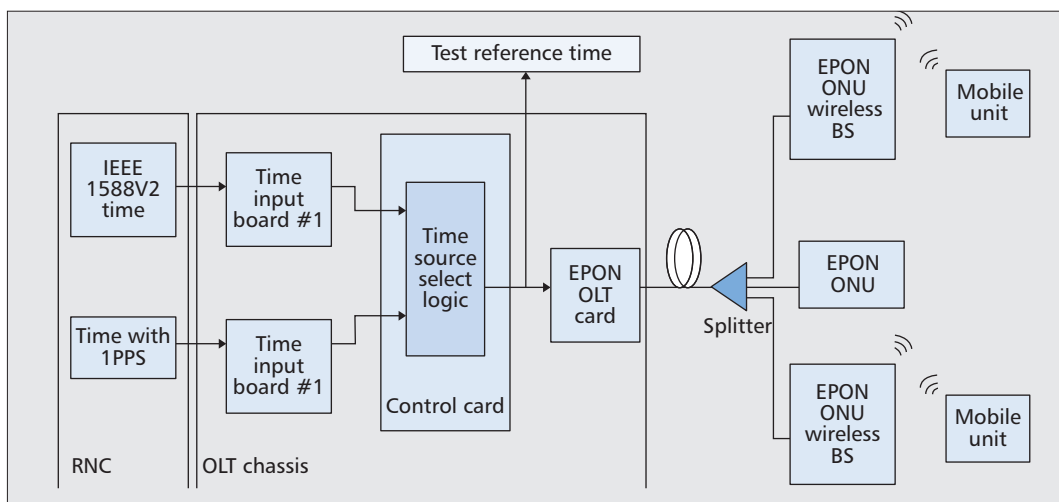 Test reference time
IEEE
1588V2
time
Time
input
board #1
Time
source
select
logic
EPON
OLT
card
Splitter
EPON
ONU
wireless
BS
Mobile
unit
EPON
ONU
Time with
1PPS
Time
input
board #1
Control card
EPON
ONU
wireless
BS
Mobile
unit
RNC
OLT chassis